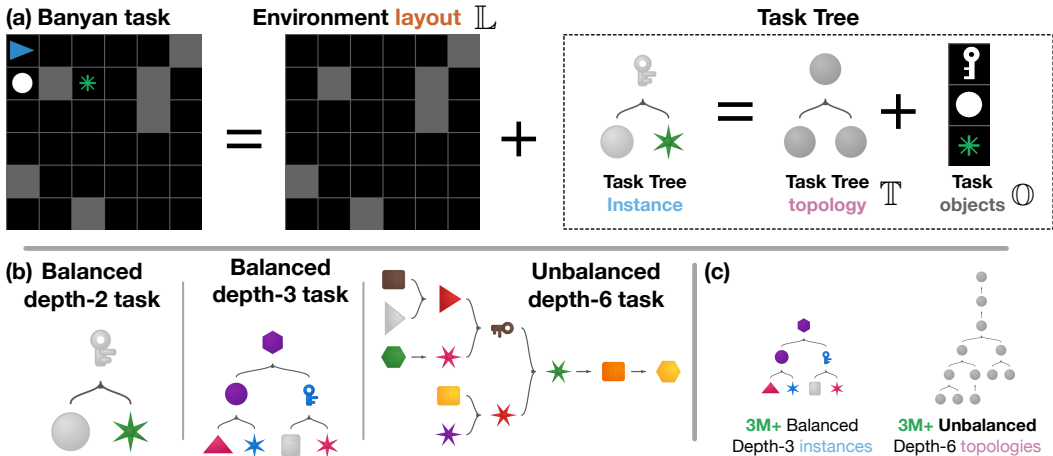 (a) Banyan task
Environment layout 𝕃
Task Tree
=
+
=
+
Task Tree
Instance
Task Tree
topology 𝕋
Task
objects 𝕆
(b) Balanced
depth-2 task
Balanced
depth-3 task
Unbalanced
depth-6 task
(c)
3M+ Balanced
Depth-3 instances
3M+ Unbalanced
Depth-6 topologies